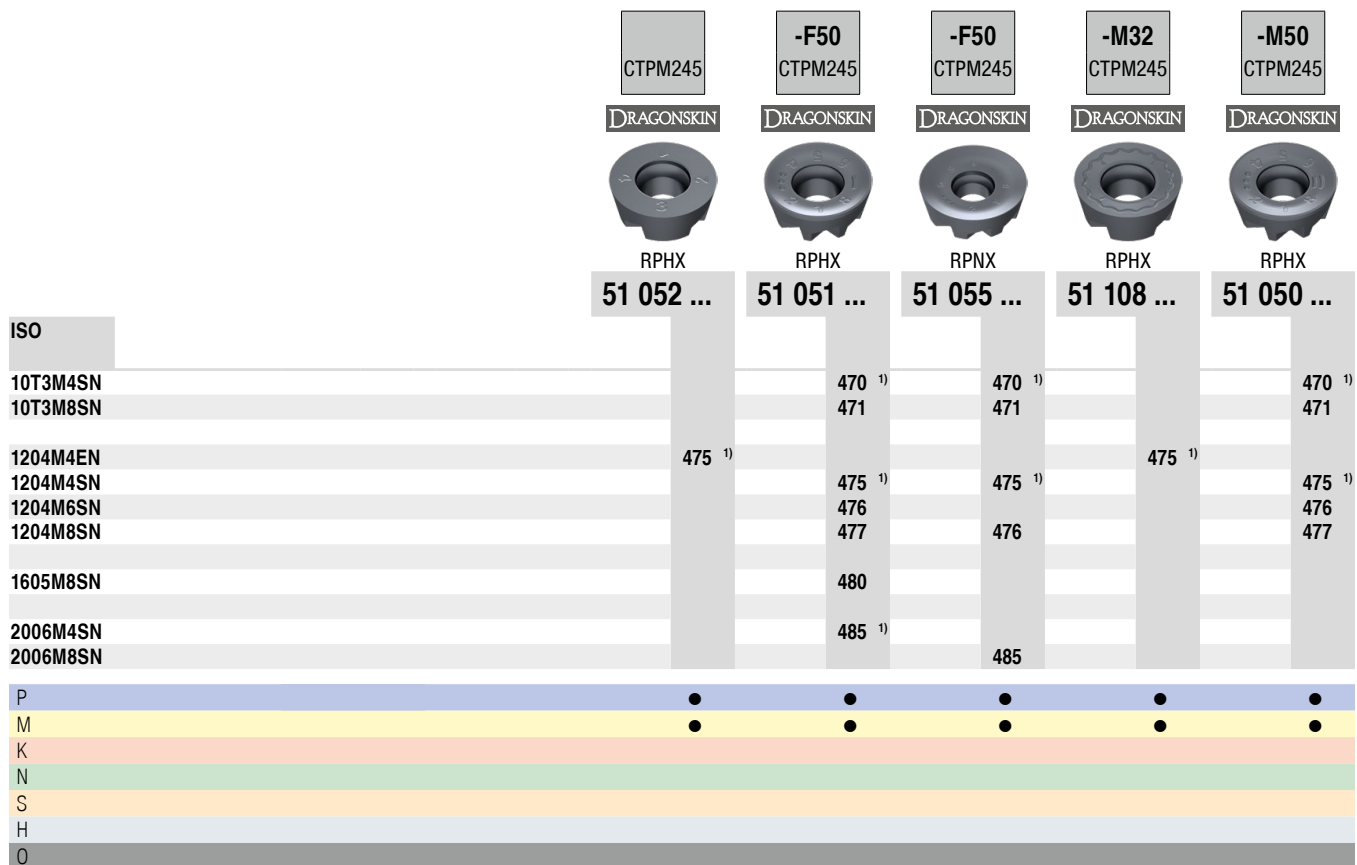 -F50 -F50 -M32 -M50
CTPM245 CTPM245 CTPM245 CTPM245 CTPM245
DRAGONSKIN DRAGONSKIN DRAGONSKIN DRAGONSKIN DRAGONSKIN
RPHX RPHX RPNX RPHX RPHX
51 052 ... 51 051 ... 51 055 ... 51 108 ... 51 050 ...
ISO
10T3M4SN 470 1) 470 1) 470 1)
10T3M8SN 471 471 471
1204M4EN 475 1) 475 1)
1204M4SN 475 1) 475 1) 475 1)
1204M6SN 476 476
1204M8SN 477 476 477
1605M8SN 480
2006M4SN 485 1)
2006M8SN 485
P ● ● ● ● ●
M ● ● ● ● ●
K
N
S
H
O